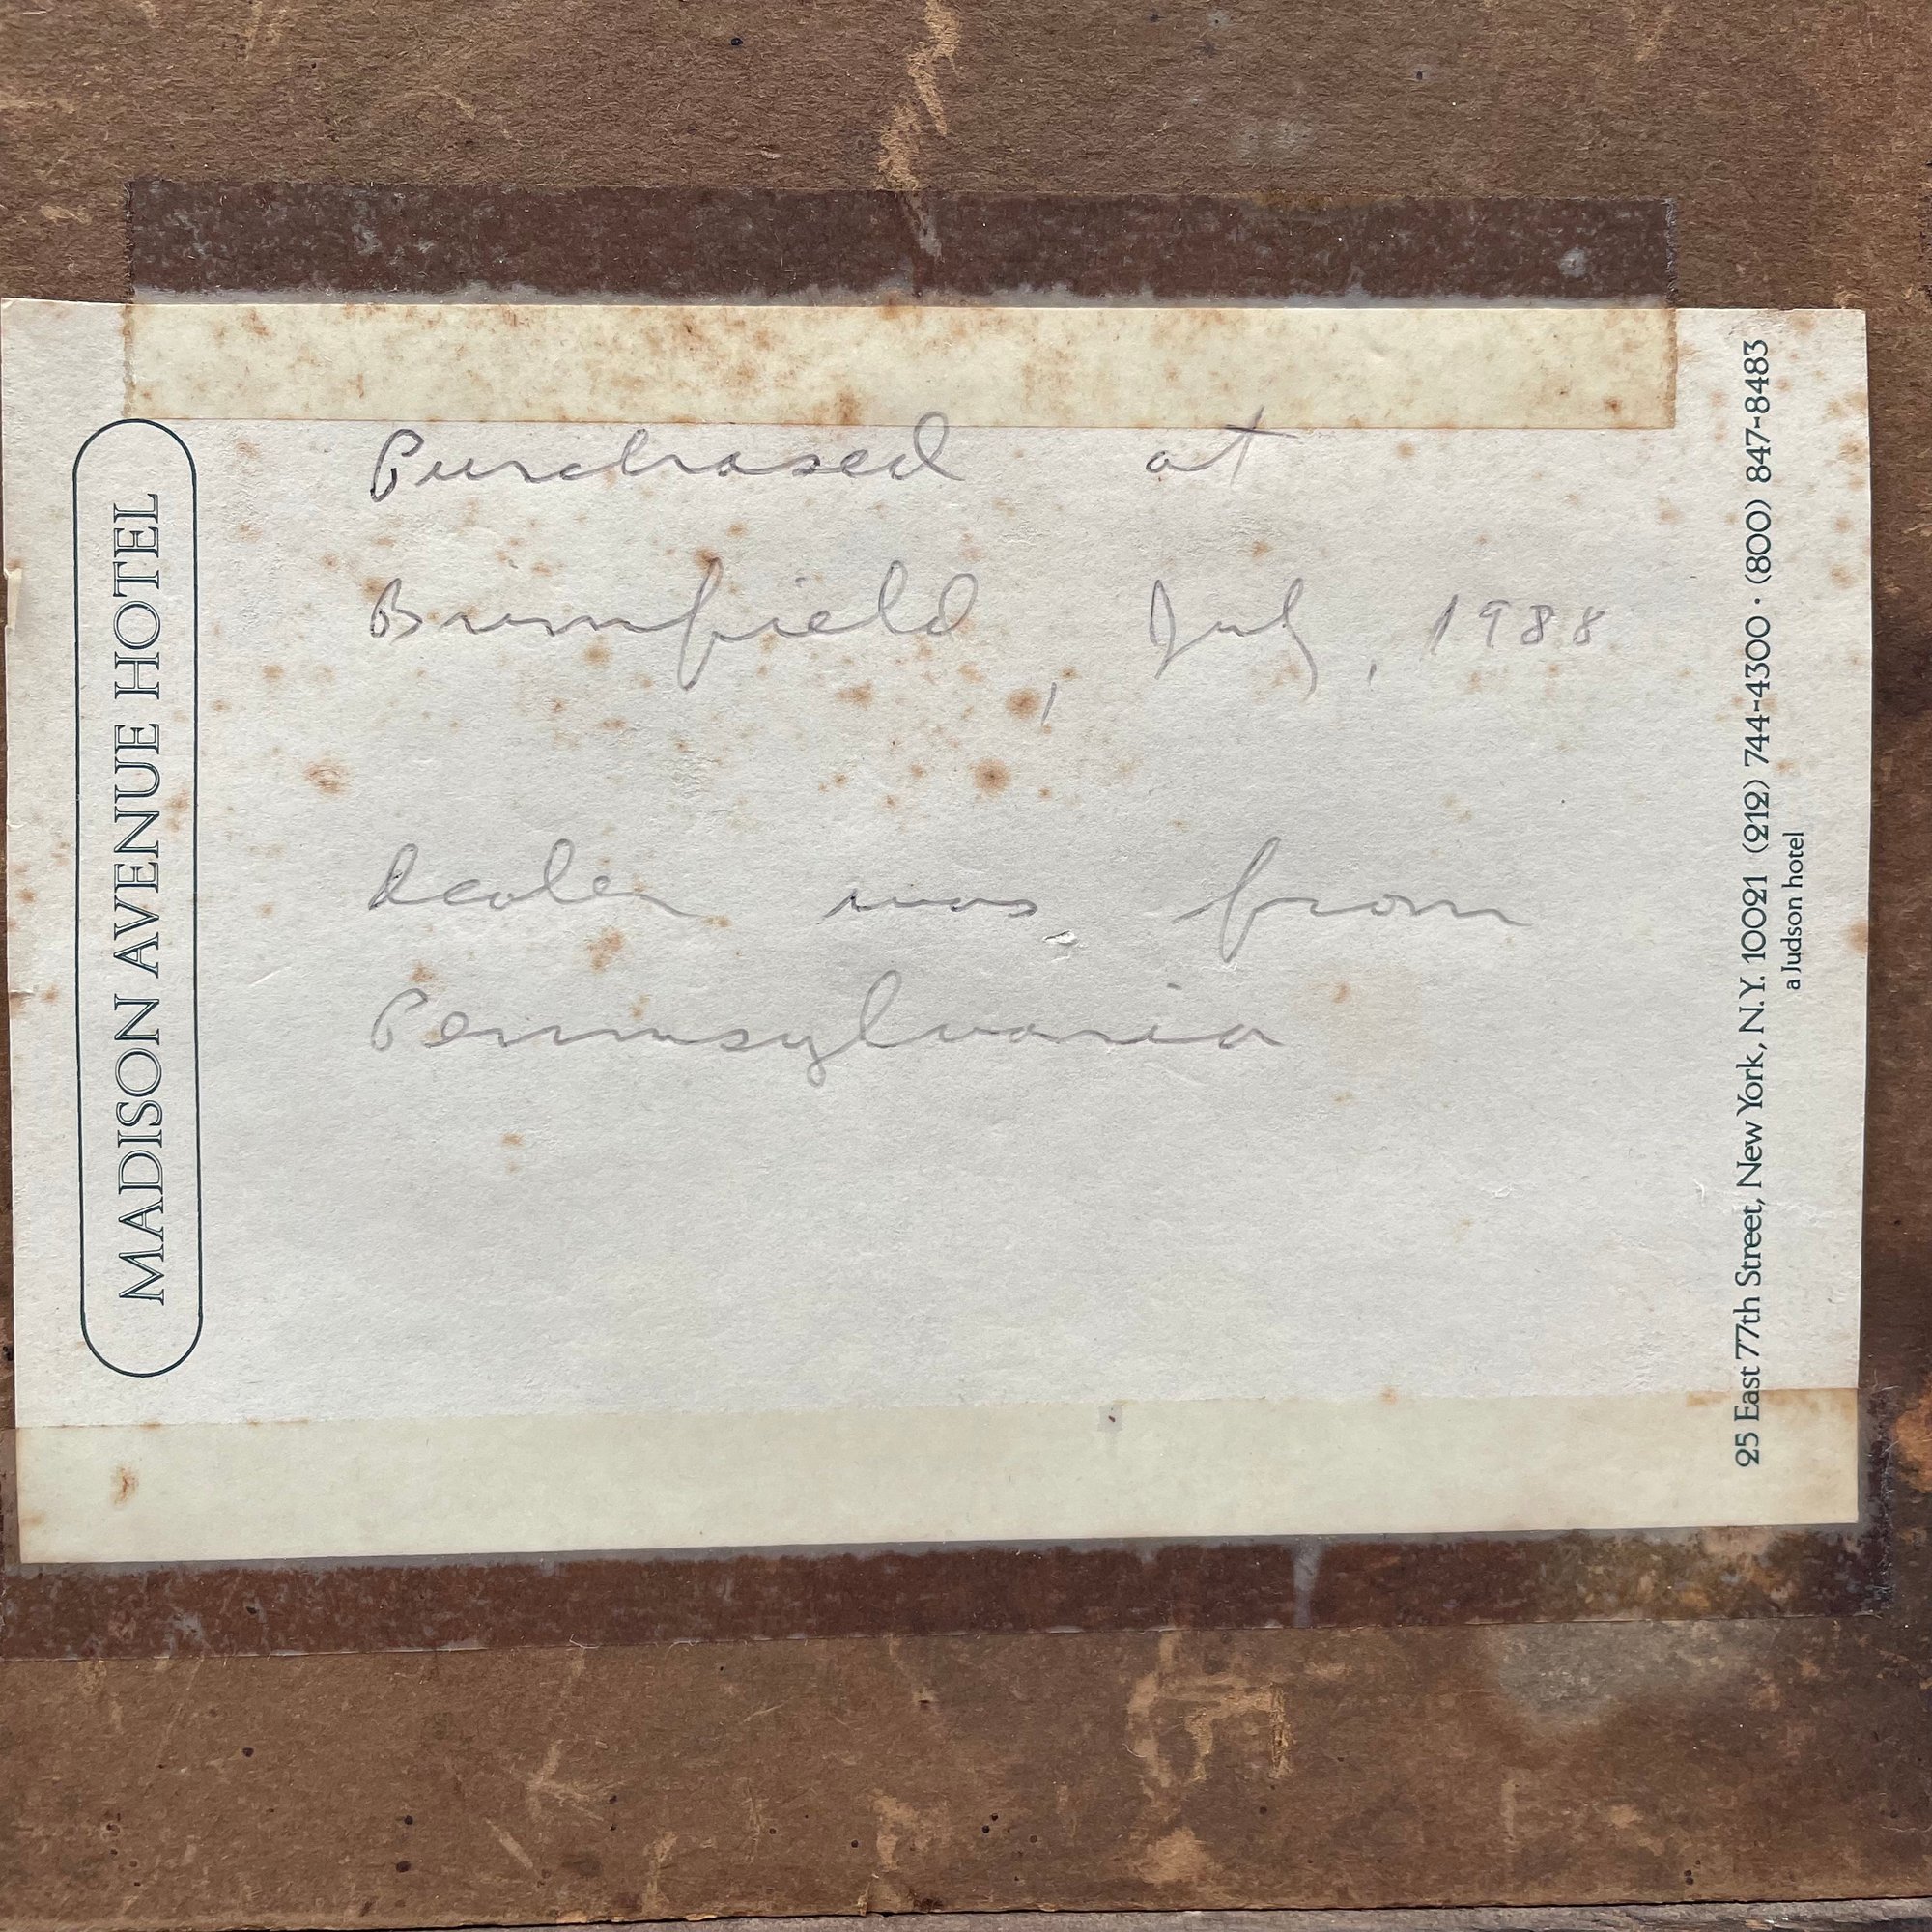 MADISON AVENUE HOTEL
Purchased at
Brimfield, July, 1988
dealer was from
Pennsylvania
25 East 77th Street, New York, N.Y. 10021 (212) 744-4300 · (800) 847-8483
a Judson hotel